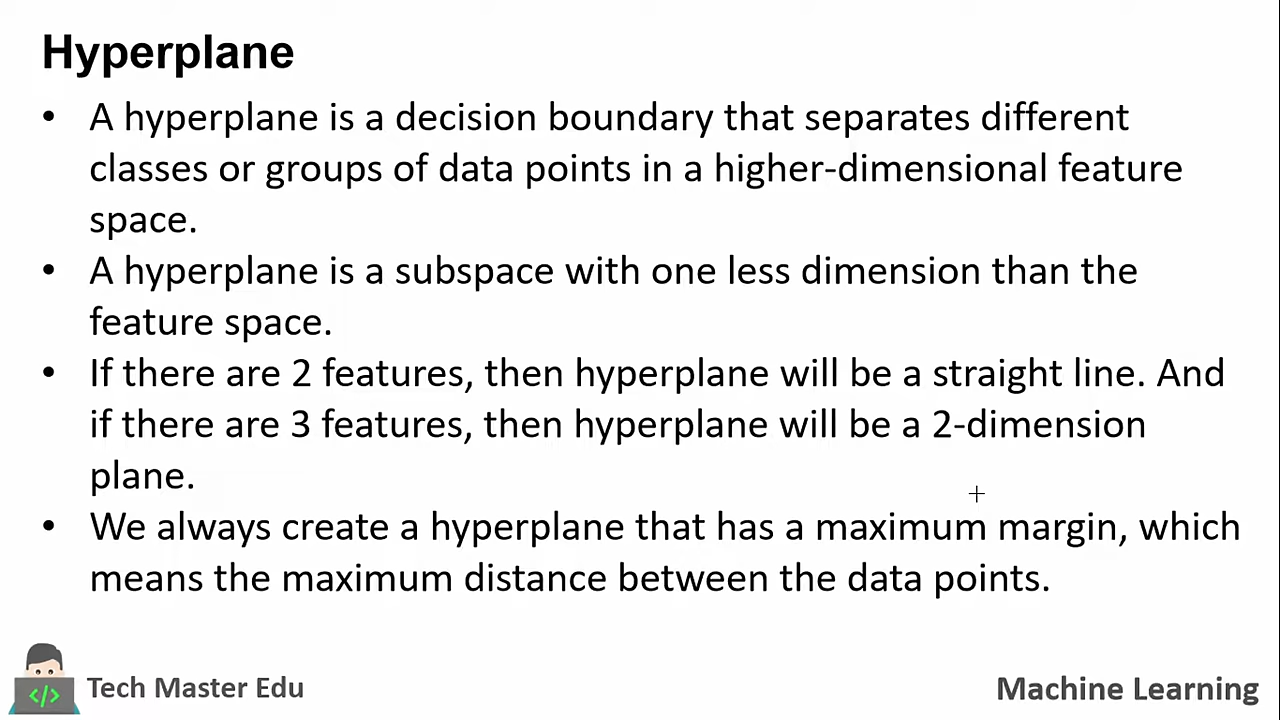 Hyperplane
• A hyperplane is a decision boundary that separates different
classes or groups of data points in a higher-dimensional feature
space.
• A hyperplane is a subspace with one less dimension than the
feature space.
• If there are 2 features, then hyperplane will be a straight line. And
if there are 3 features, then hyperplane will be a 2-dimension
plane.
• We always create a hyperplane that has a maximum margin, which
means the maximum distance between the data points.
</> Tech Master Edu
Machine Learning